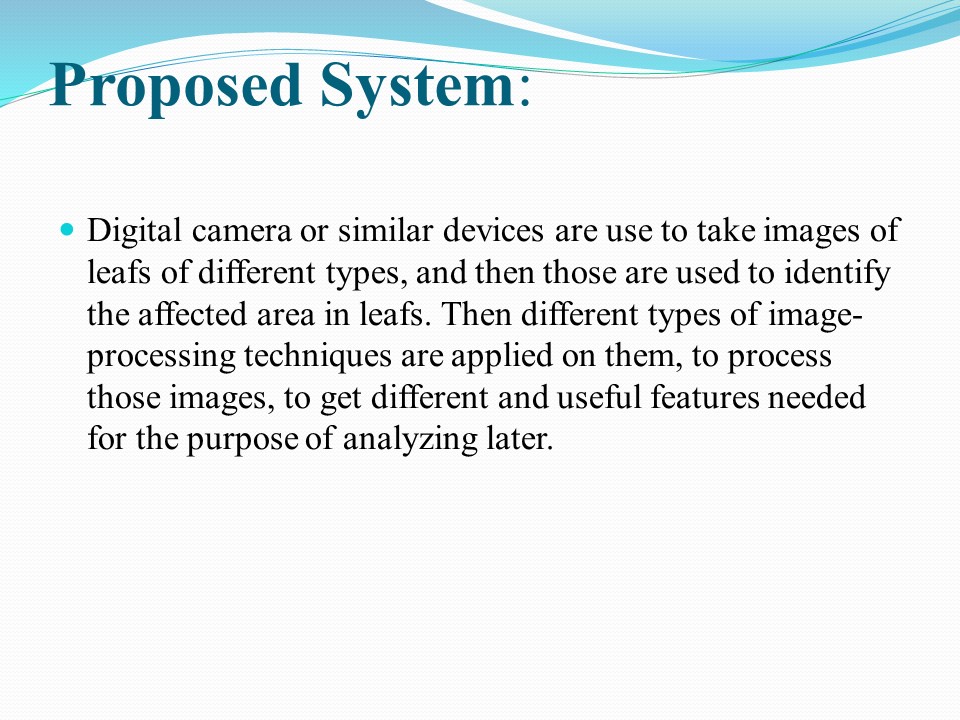 Proposed System:
Digital camera or similar devices are use to take images of
leafs of different types, and then those are used to identify
the affected area in leafs. Then different types of image-
processing techniques are applied on them, to process
those images, to get different and useful features needed
for the purpose of analyzing later.